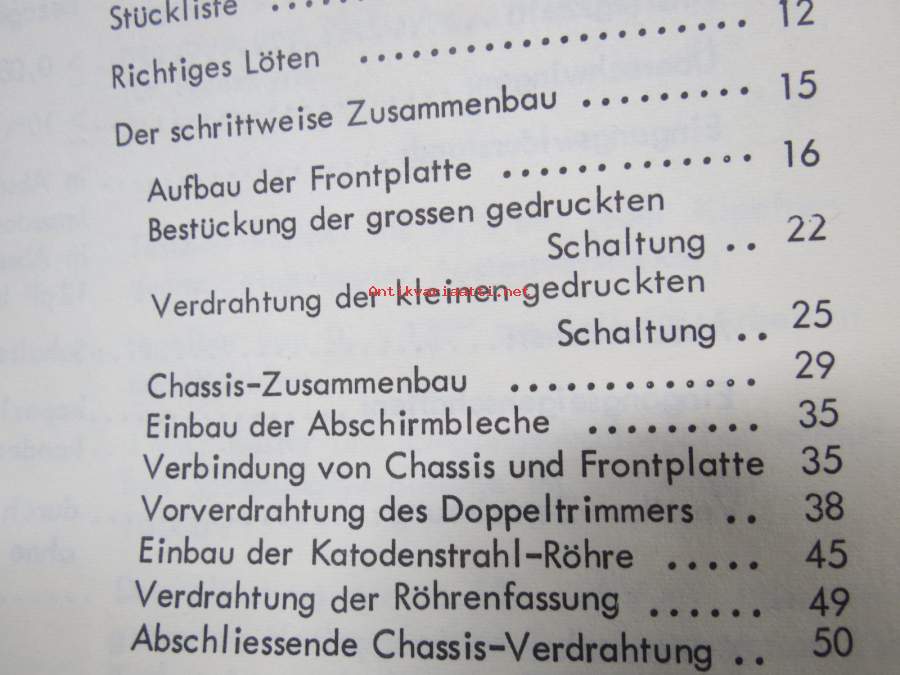 Stückliste
Richtiges Löten .................... 12
Der schrittweise Zusammenbau ......... 15
Aufbau der Frontplatte ............. 16
Bestückung der grossen gedruckten
Schaltung .. 22
Verdrahtung der kleinen gedruckten
Antikvariaatti.net
Schaltung .. 25
Chassis-Zusammenbau ............. 29
Einbau der Abschirmbleche ......... 35
Verbindung von Chassis und Frontplatte 35
Vorverdrahtung des Doppeltrimmers .. 38
Einbau der Katodenstrahl-Röhre ..... 45
Verdrahtung der Röhrenfassung ...... 49
Abschliessende Chassis-Verdrahtung .. 50